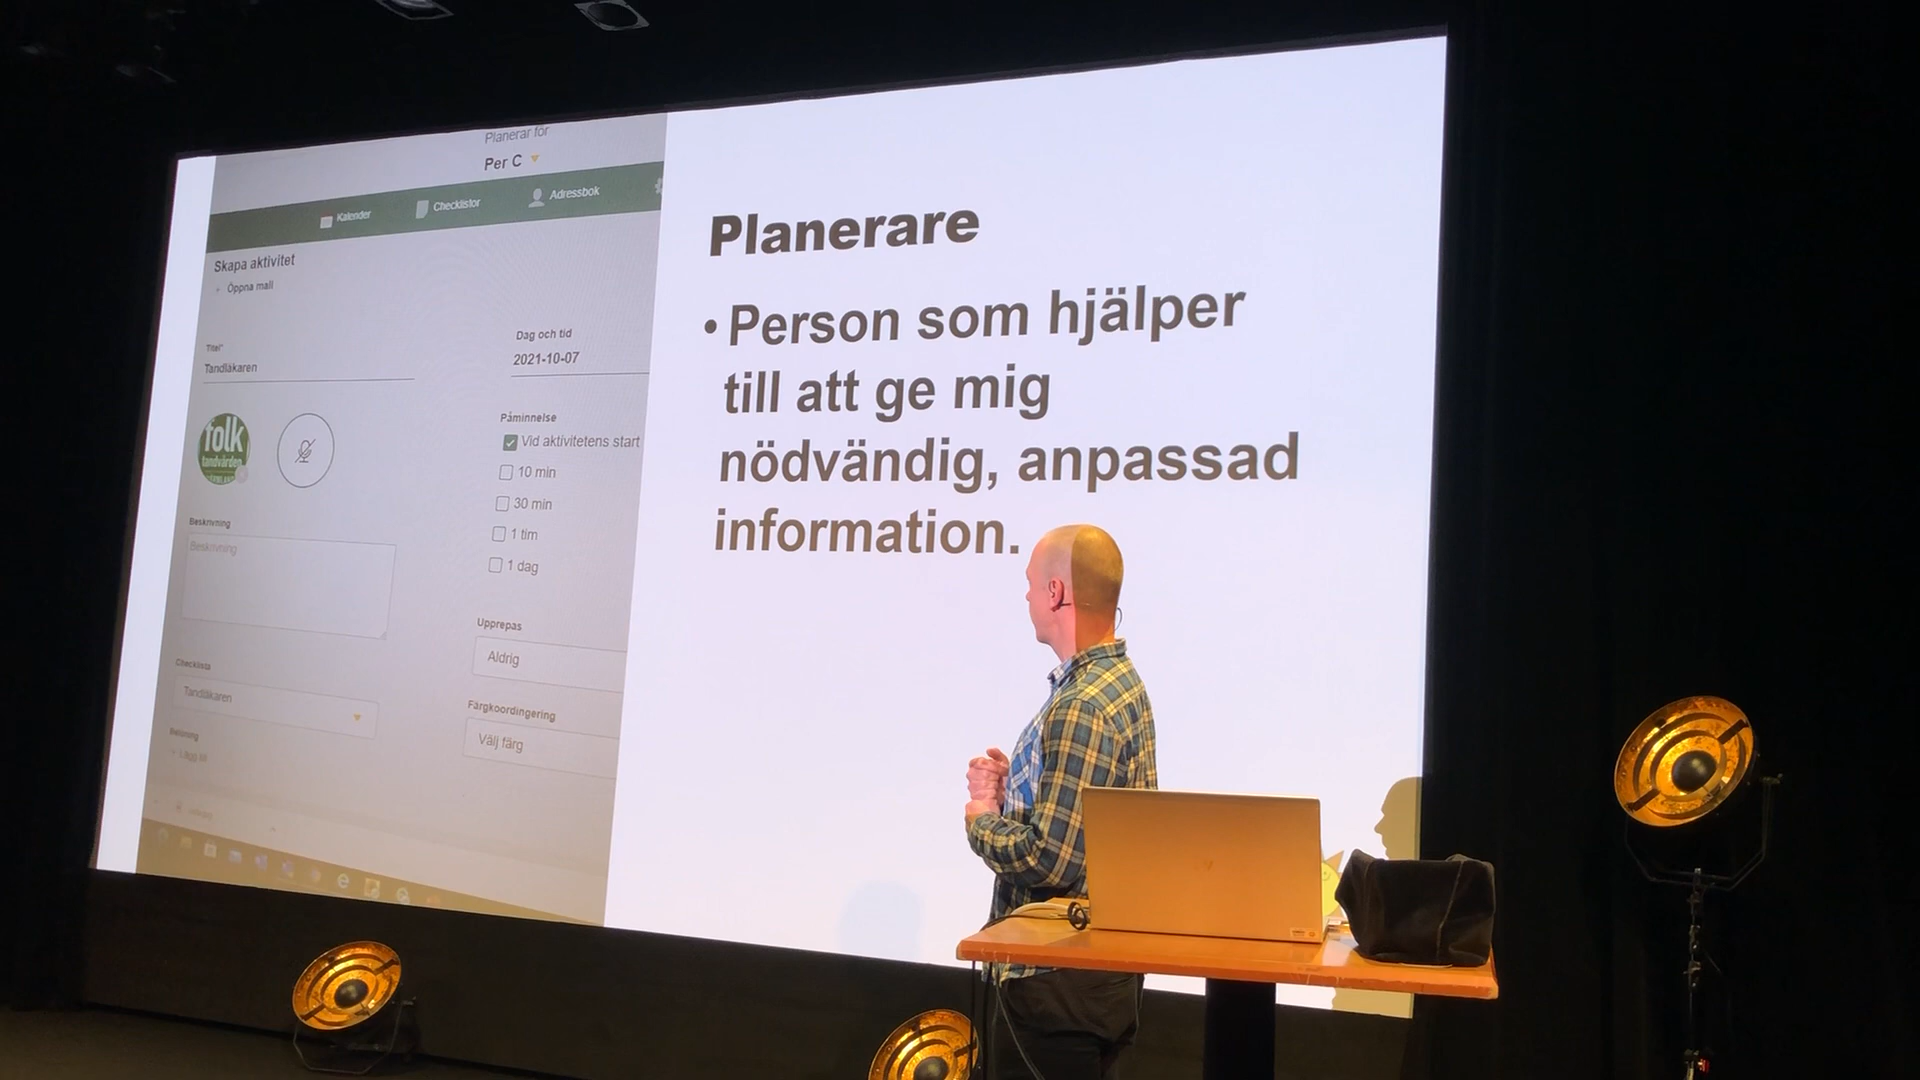 Planerar för
Per C
Kalender
Checklistor
Adressbok
Skapa aktivitet
+ Öppna mall
Titel*
Tandläkaren
Dag och tid
2021-10-07
folk
tandvården
Påminnelse
Vid aktivitetens start
10 min
30 min
1 tim
1 dag
Beskrivning
Beskrivning
Upprepas
Aldrig
Checklista
Tandläkaren
Färgkoordingering
Välj färg
Planerare
• Person som hjälper
till att ge mig
nödvändig, anpassad
information.